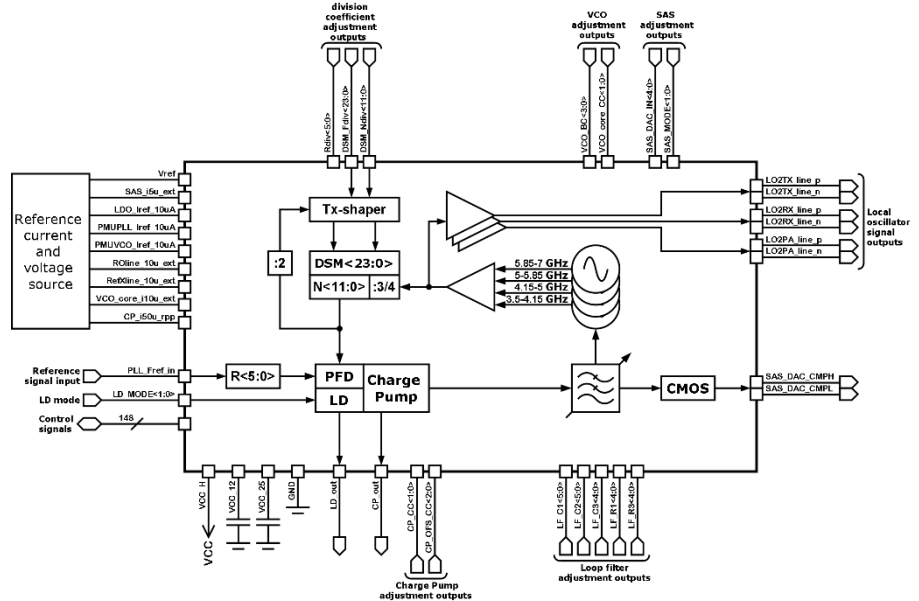 division
coefficient
adjustment
outputs
VCO
adjustment
outputs
SAS
adjustment
outputs
Rdiv<5:0>
DSM_Fdiv<23:0>
DSM_Ndiv<11:0>
VCO_BC<3:0>
VCO_core_CC<1:0>
SAS_DAC_IN<4:0>
SAS_MODE<1:0>
Reference
current and
voltage
source
Vref
SAS_i5u_ext
LDO_Iref_10uA
PMUPLL_Iref_10uA
PMUVCO_Iref_10uA
ROline_10u_ext
RefXline_10u_ext
VCO_core_i10u_ext
CP_i50u_rpp
Tx-shaper
:2
DSM<23:0>
N<11:0>
:3/4
5.85-7 GHz
5-5.85 GHz
4.15-5 GHz
3.5-4.15 GHz
LO2TX_line_p
LO2TX_line_n
LO2RX_line_p
LO2RX_line_n
LO2PA_line_p
LO2PA_line_n
Local
oscillator
signal
outputs
Reference
signal input
PLL_Fref_in
LD mode
LD_MODE<1:0>
Control
signals
148
R<5:0>
PFD
LD
Charge
Pump
CMOS
SAS_DAC_CMPH
SAS_DAC_CMPL
VCC_H
VCC_12
VCC_25
GND
LD_out
CP_out
CP_CC<1:0>
CP_OFS_CC<2:0>
LF_C1<5:0>
LF_C2<5:0>
LF_C3<4:0>
LF_R1<4:0>
LF_R3<4:0>
VCC
Charge Pump
adjustment outputs
Loop filter
adjustment outputs